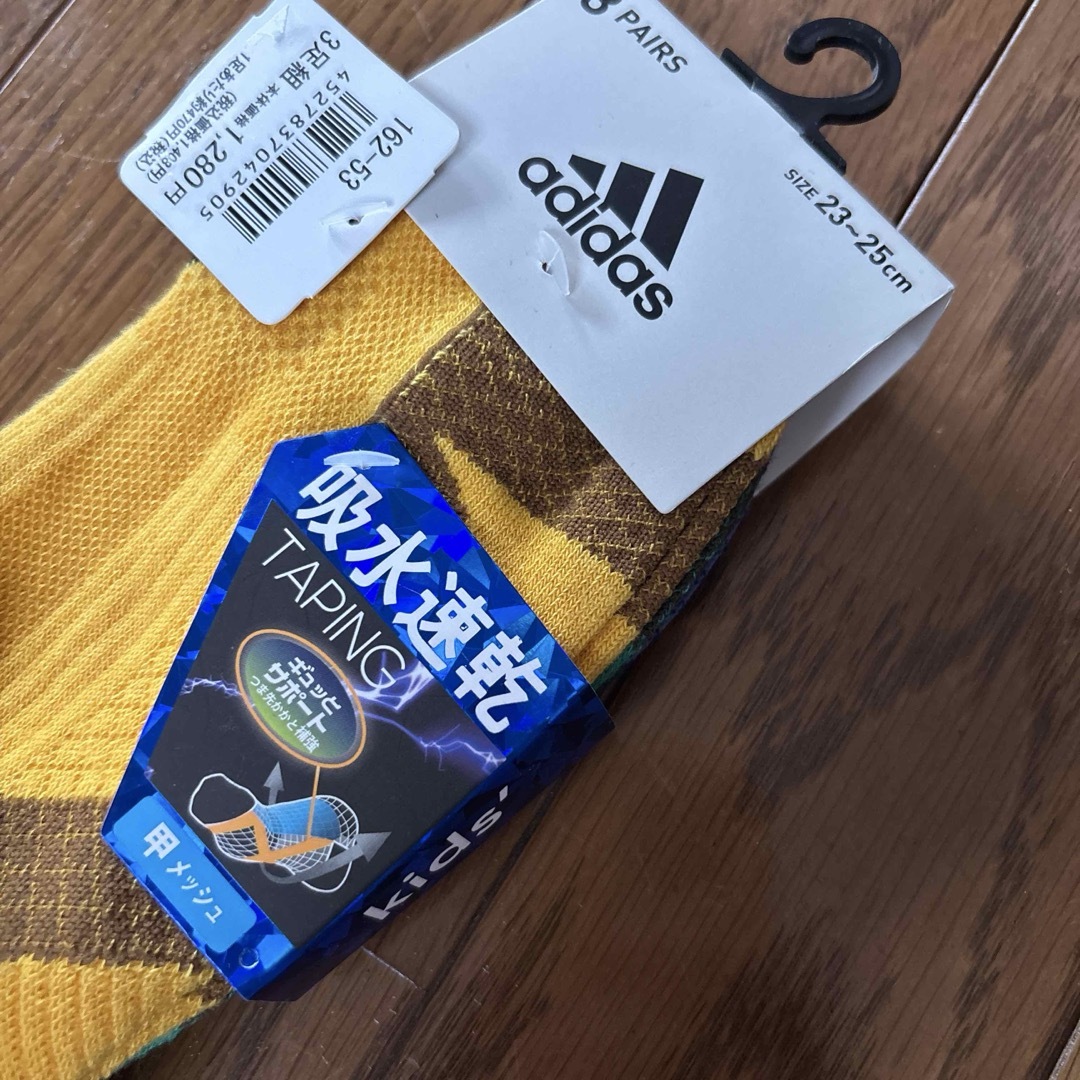 162-53
45277837042905
3足組 本体価格1,280円
(税込価格1,408円)
1足あたり約470円(税込)
PAIRS
adidas
SIZE 23~25cm
吸水速乾
TAPING
ギュッと
サポート
つま先かかと補強
甲メッシュ
kids'